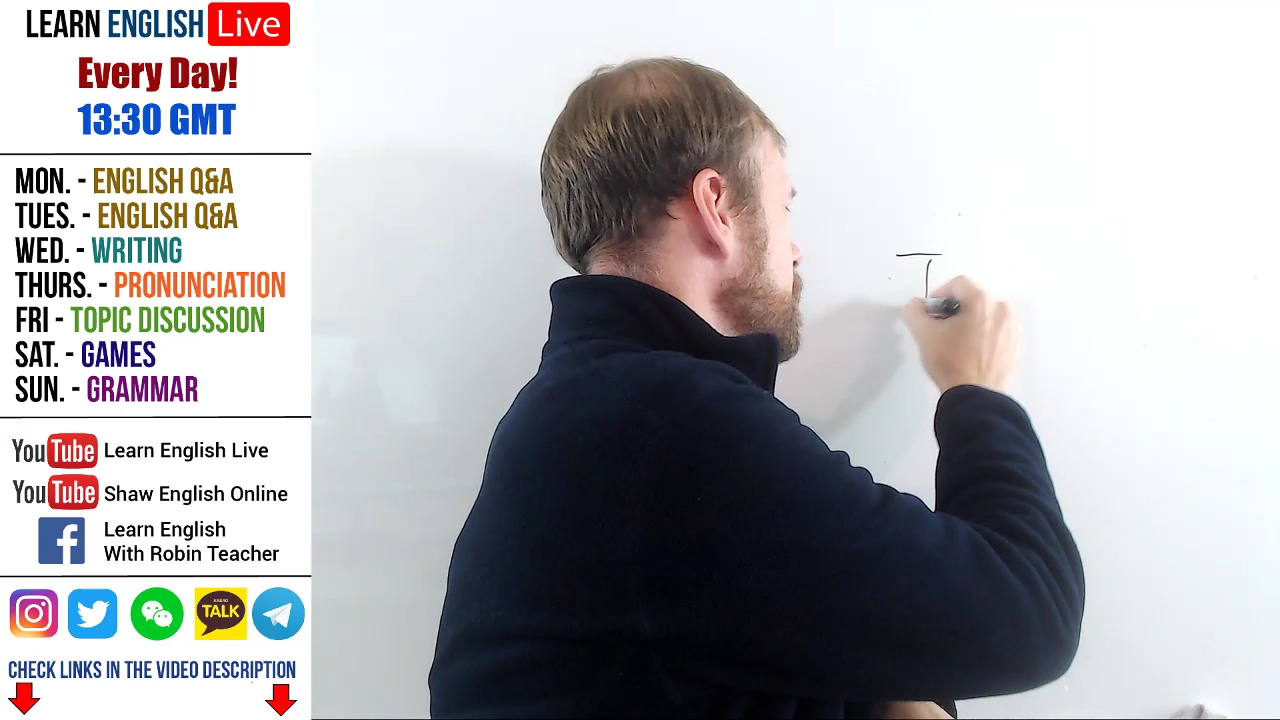 LEARN ENGLISH Live
Every Day!
13:30 GMT
MON. - ENGLISH Q&A
TUES. - ENGLISH Q&A
WED. - WRITING
THURS. - PRONUNCIATION
FRI - TOPIC DISCUSSION
SAT. - GAMES
SUN. - GRAMMAR
YouTube Learn English Live
YouTube Shaw English Online
f Learn English
With Robin Teacher
TALK
CHECK LINKS IN THE VIDEO DESCRIPTION
T